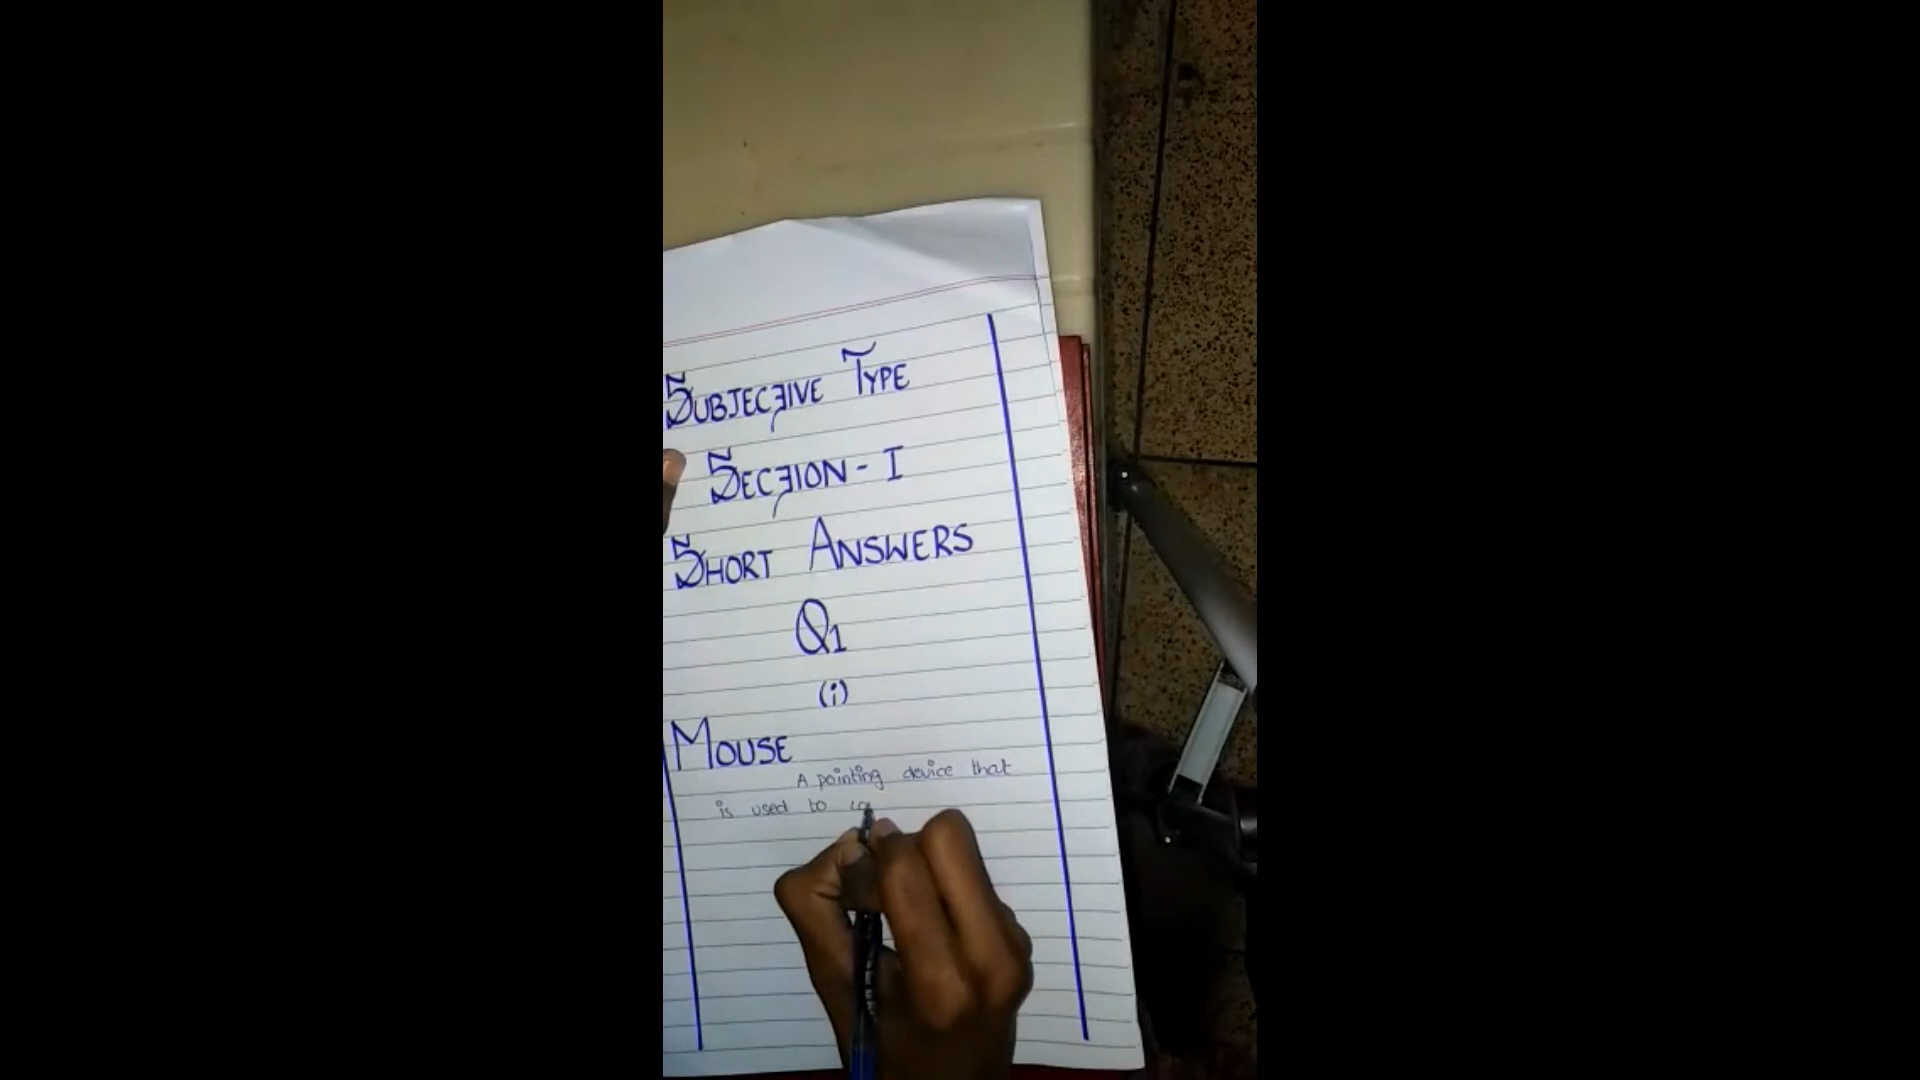 SUBJECTIVE TYPE
SECTION - I
SHORT ANSWERS
Q1
(i)
MOUSE
A pointing device that
is used to